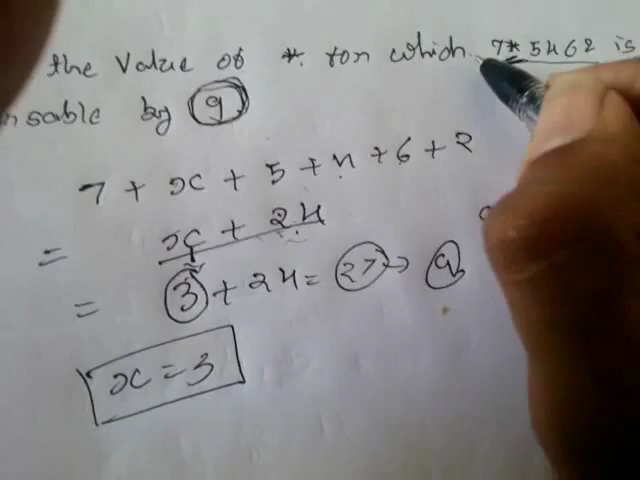 the value of *. for which 7*5462 is
nsable by 9
7 + x + 5 + 4 + 6 + 2
= x + 24
= 3 + 24 = 27 → 9
x = 3